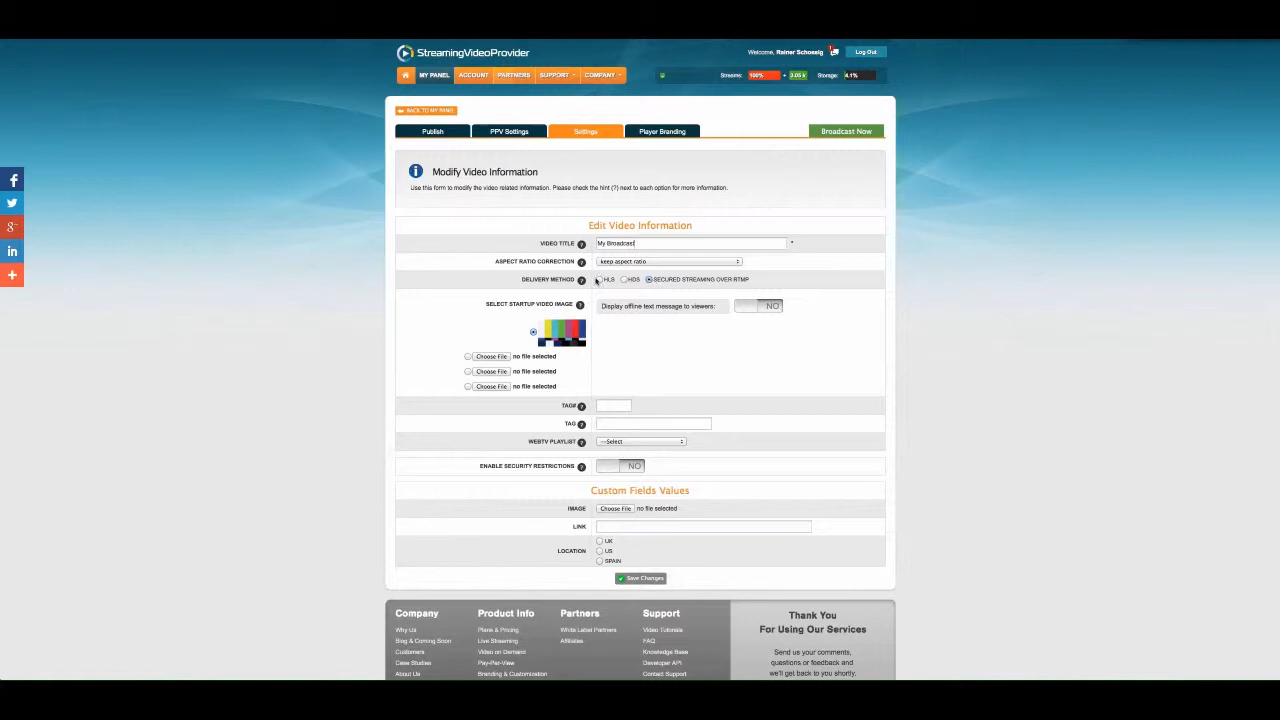 StreamingVideoProvider
Welcome, Rainer Schossig
Log Out
MY PANEL ACCOUNT PARTNERS SUPPORT COMPANY
Streams: 100% + 0.05 Storage: 4.1%
BACK TO MY PANEL
Publish PPV Settings Settings Player Branding Broadcast Now
Modify Video Information
Use this form to modify the video related information. Please check the hint (?) next to each option for more information.
Edit Video Information
VIDEO TITLE ? My Broadcast *
ASPECT RATIO CORRECTION ? keep aspect ratio
DELIVERY METHOD ? HLS HDS SECURED STREAMING OVER RTMP
SELECT STARTUP VIDEO IMAGE ? Display offline text message to viewers: NO
Choose File no file selected
Choose File no file selected
Choose File no file selected
TAG# ?
TAG ?
WEBTV PLAYLIST ? ---Select
ENABLE SECURITY RESTRICTIONS ? NO
Custom Fields Values
IMAGE Choose File no file selected
LINK
LOCATION UK
US
SPAIN
Save Changes
Company
Why Us
Blog & Coming Soon
Customers
Case Studies
About Us
Product Info
Plans & Pricing
Live Streaming
Video on Demand
Pay-Per-View
Branding & Customization
Partners
White Label Partners
Affiliates
Support
Video Tutorials
FAQ
Knowledge Base
Developer API
Contact Support
Thank You
For Using Our Services
Send us your comments,
questions or feedback and
we'll get back to you shortly.